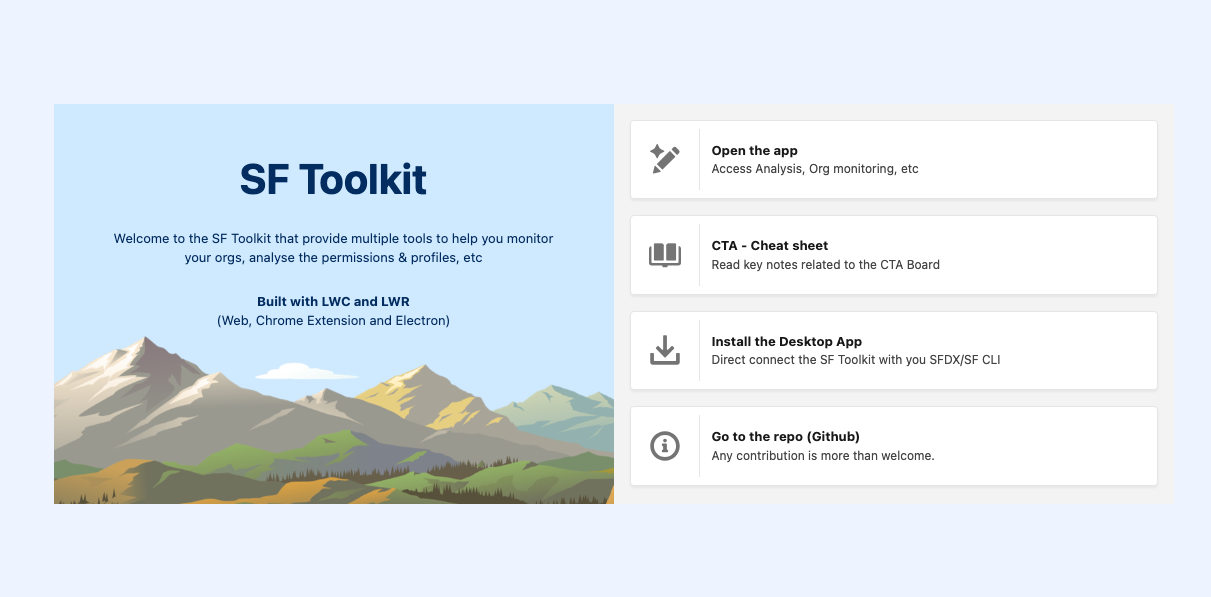 SF Toolkit
Welcome to the SF Toolkit that provide multiple tools to help you monitor
your orgs, analyse the permissions & profiles, etc
Built with LWC and LWR
(Web, Chrome Extension and Electron)
Open the app
Access Analysis, Org monitoring, etc
CTA - Cheat sheet
Read key notes related to the CTA Board
Install the Desktop App
Direct connect the SF Toolkit with you SFDX/SF CLI
Go to the repo (Github)
Any contribution is more than welcome.